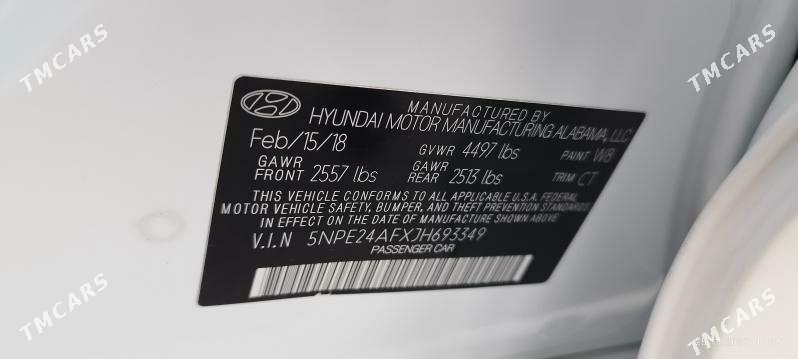 TMCARS
TMCARS
MANUFACTURED BY
HYUNDAI MOTOR MANUFACTURING ALABAMA, LLC
Feb/15/18
GVWR 4497 lbs
PAINT W8
GAWR FRONT 2557 lbs
GAWR REAR 2513 lbs
TRIM CT
THIS VEHICLE CONFORMS TO ALL APPLICABLE U.S.A. FEDERAL
MOTOR VEHICLE SAFETY, BUMPER, AND THEFT PREVENTION STANDARDS
IN EFFECT ON THE DATE OF MANUFACTURE SHOWN ABOVE
V.I.N 5NPE24AFXJH693349
PASSENGER CAR
TMCARS
TMCARS